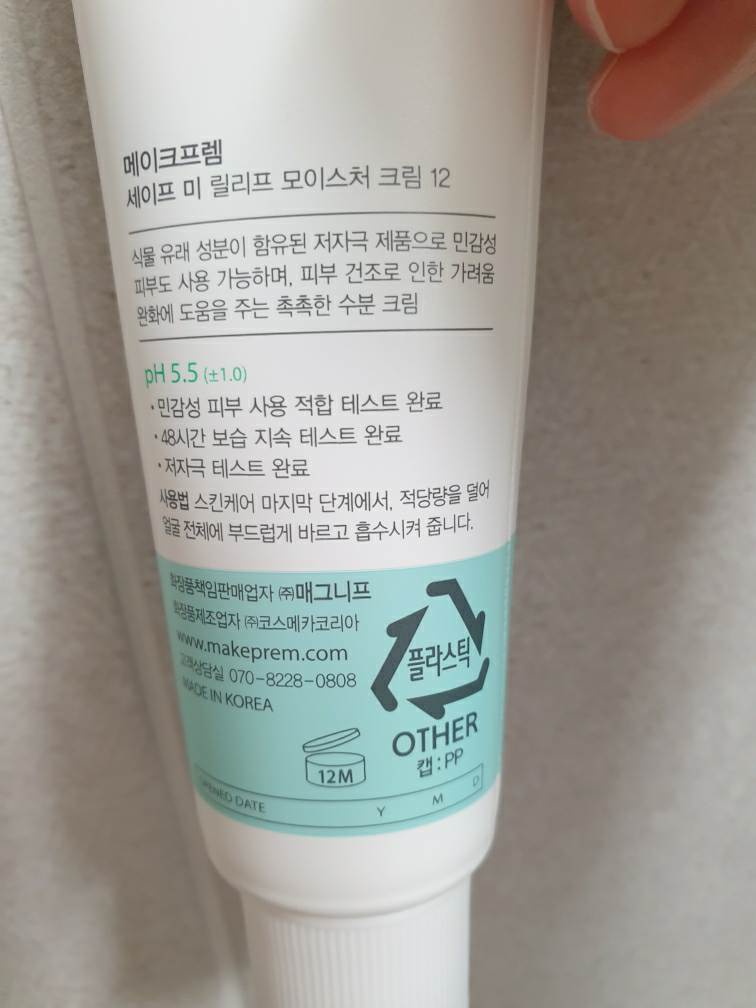 메이크프렘
세이프 미 릴리프 모이스처 크림 12
식물 유래 성분이 함유된 저자극 제품으로 민감성
피부도 사용 가능하며, 피부 건조로 인한 가려움
완화에 도움을 주는 촉촉한 수분 크림
pH 5.5 (±1.0)
·민감성 피부 사용 적합 테스트 완료
·48시간 보습 지속 테스트 완료
·저자극 테스트 완료
사용법 스킨케어 마지막 단계에서, 적당량을 덜어
얼굴 전체에 부드럽게 바르고 흡수시켜 줍니다.
화장품책임판매업자 ㈜매그니프
화장품제조업자 ㈜코스메카코리아
www.makeprem.com
고객상담실 070-8228-0808
MADE IN KOREA
플라스틱
OTHER
캡:PP
12M
OPENED DATE Y M D